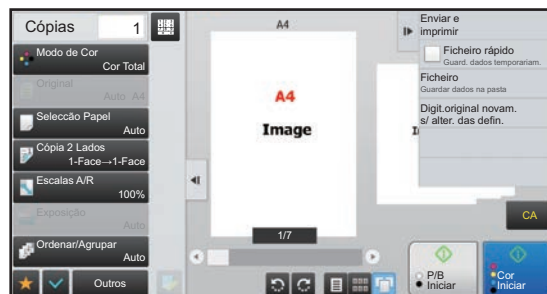 Cópias
1
Modo de Cor
Cor Total
Original
Auto A4
Selecção Papel
Auto
Cópia 2 Lados
1-Face→1-Face
Escalas A/R
100%
Exposição
Auto
Ordenar/Agrupar
Auto
Outros
A4
A4
Image
1/7
Enviar e
imprimir
Ficheiro rápido
Guard. dados temporariam.
Ficheiro
Guardar dados na pasta
Digit.original novam.
s/ alter. das defin.
CA
P/B
Iniciar
Cor
Iniciar